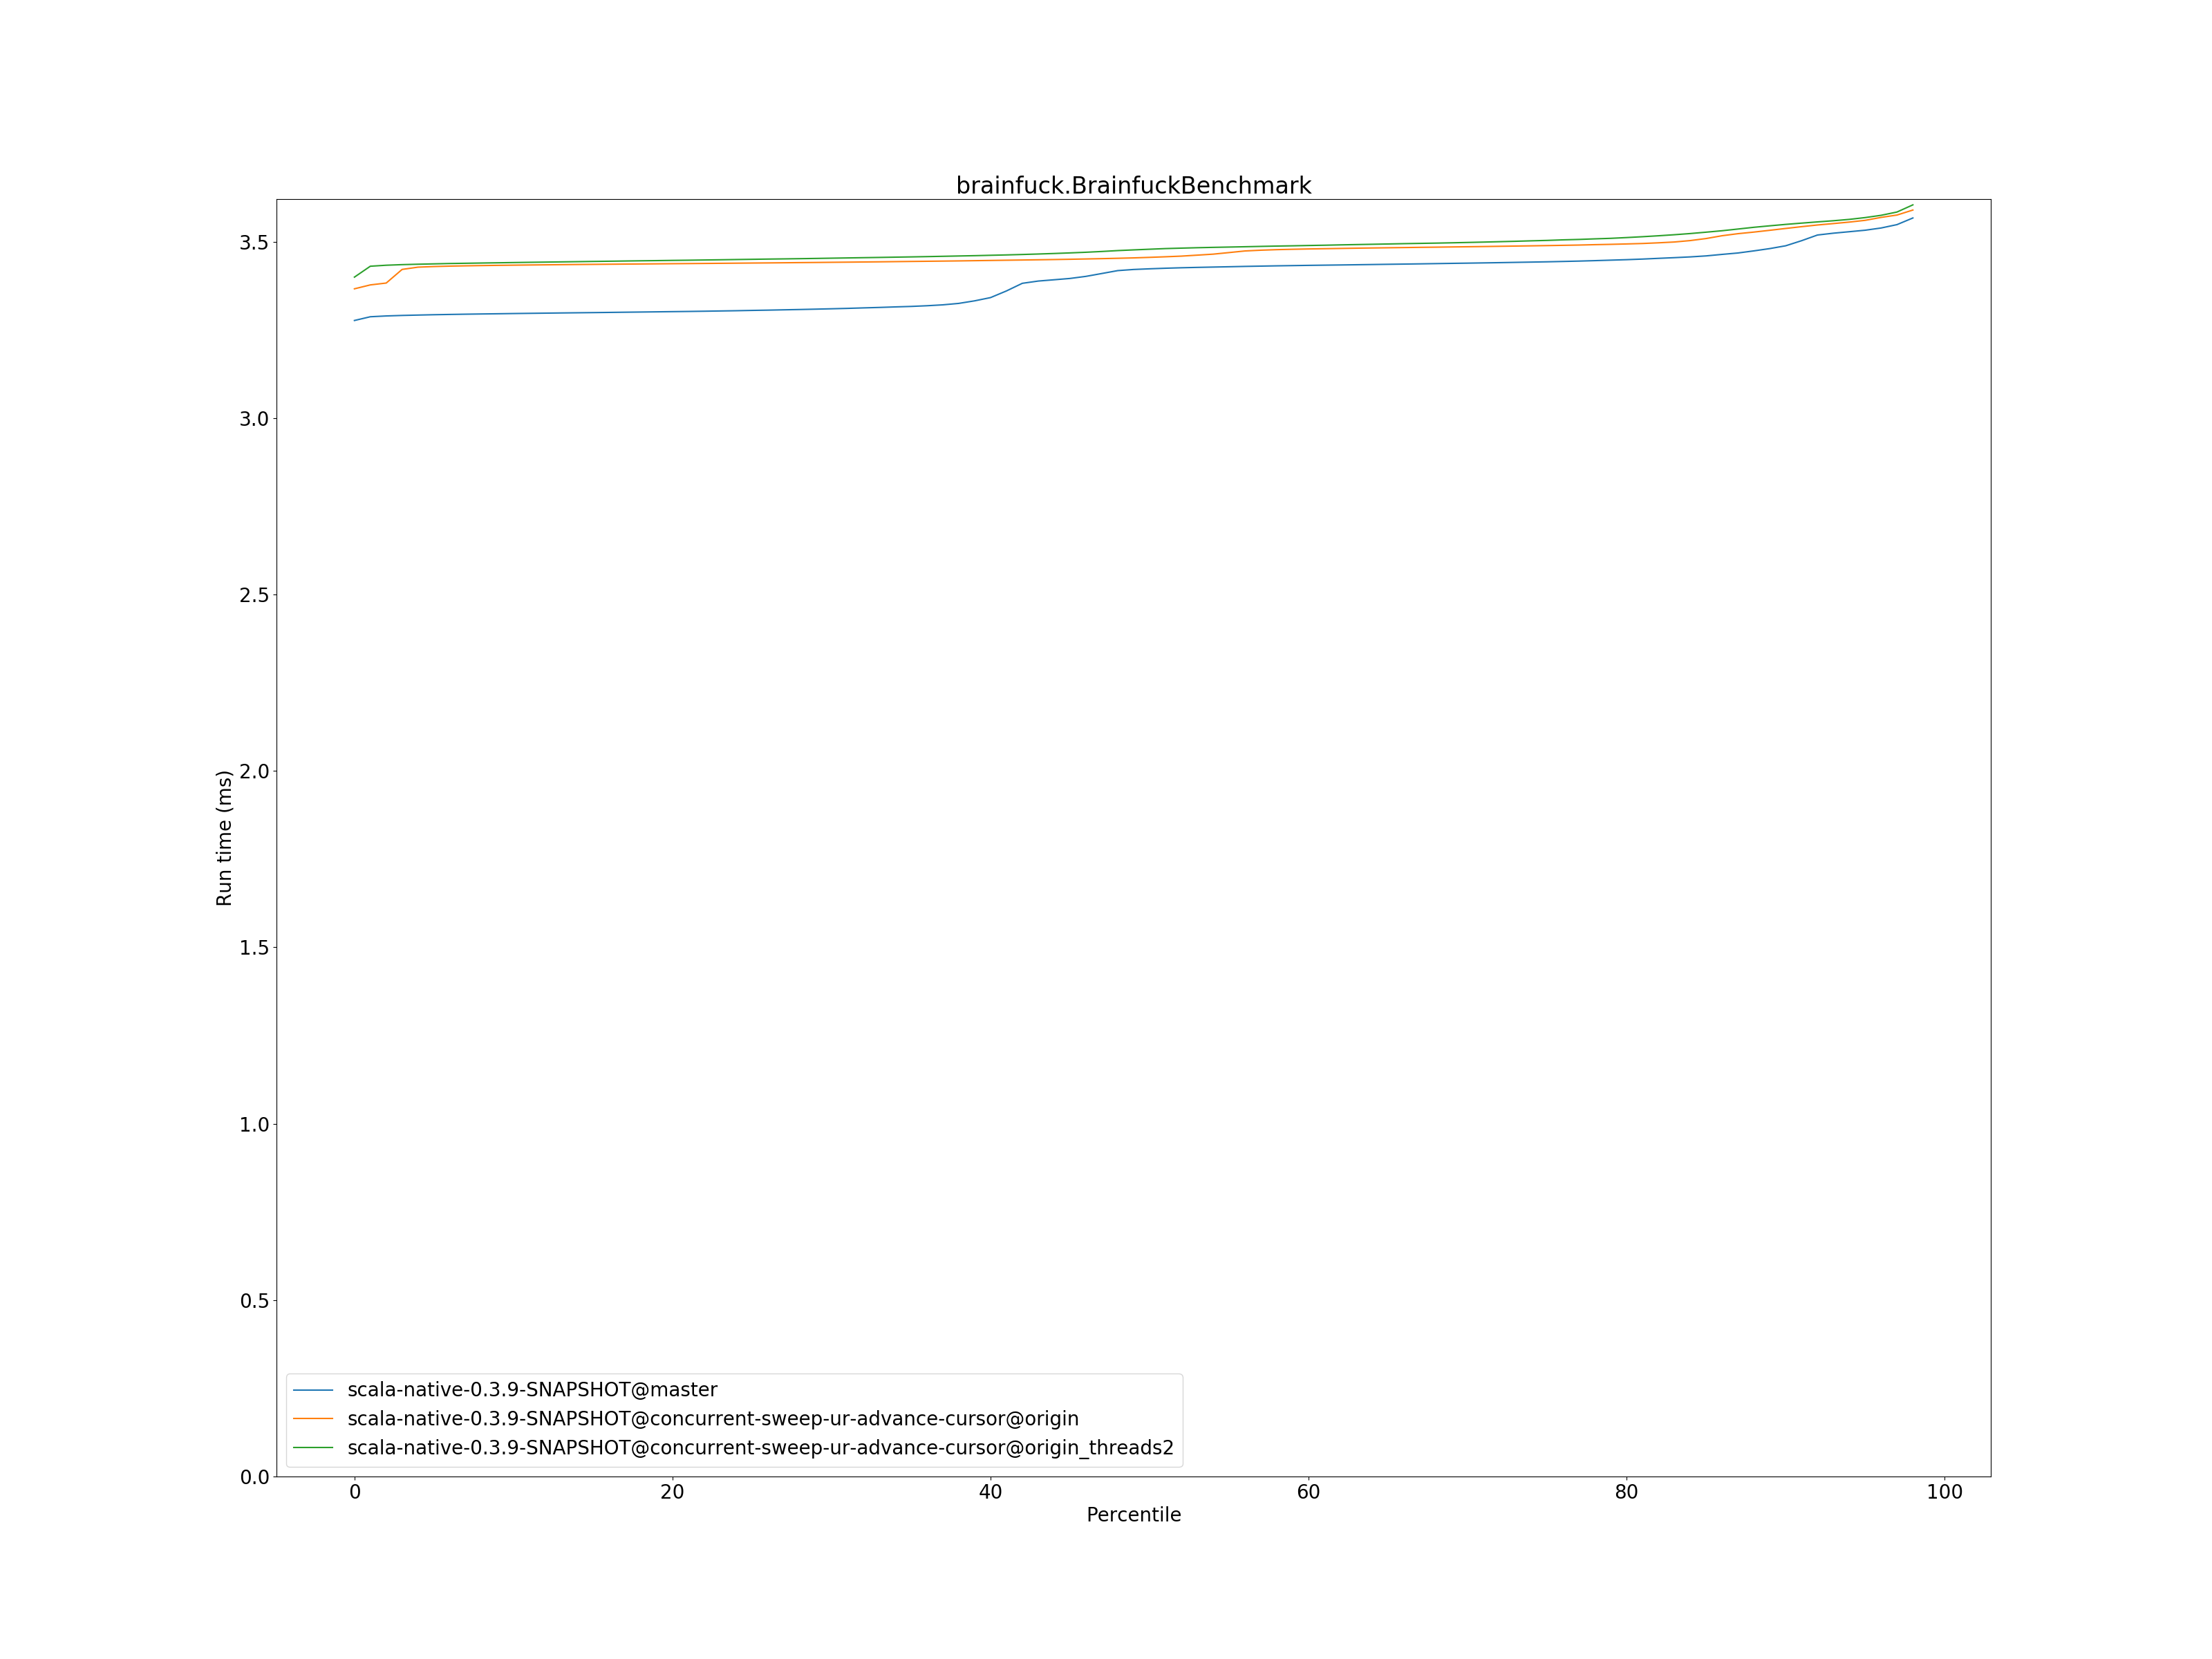 brainfuck.BrainfuckBenchmark
Run time (ms)
3.5
3.0
2.5
2.0
1.5
1.0
0.5
0.0
scala-native-0.3.9-SNAPSHOT@master
scala-native-0.3.9-SNAPSHOT@concurrent-sweep-ur-advance-cursor@origin
scala-native-0.3.9-SNAPSHOT@concurrent-sweep-ur-advance-cursor@origin_threads2
0 20 40 60 80 100
Percentile